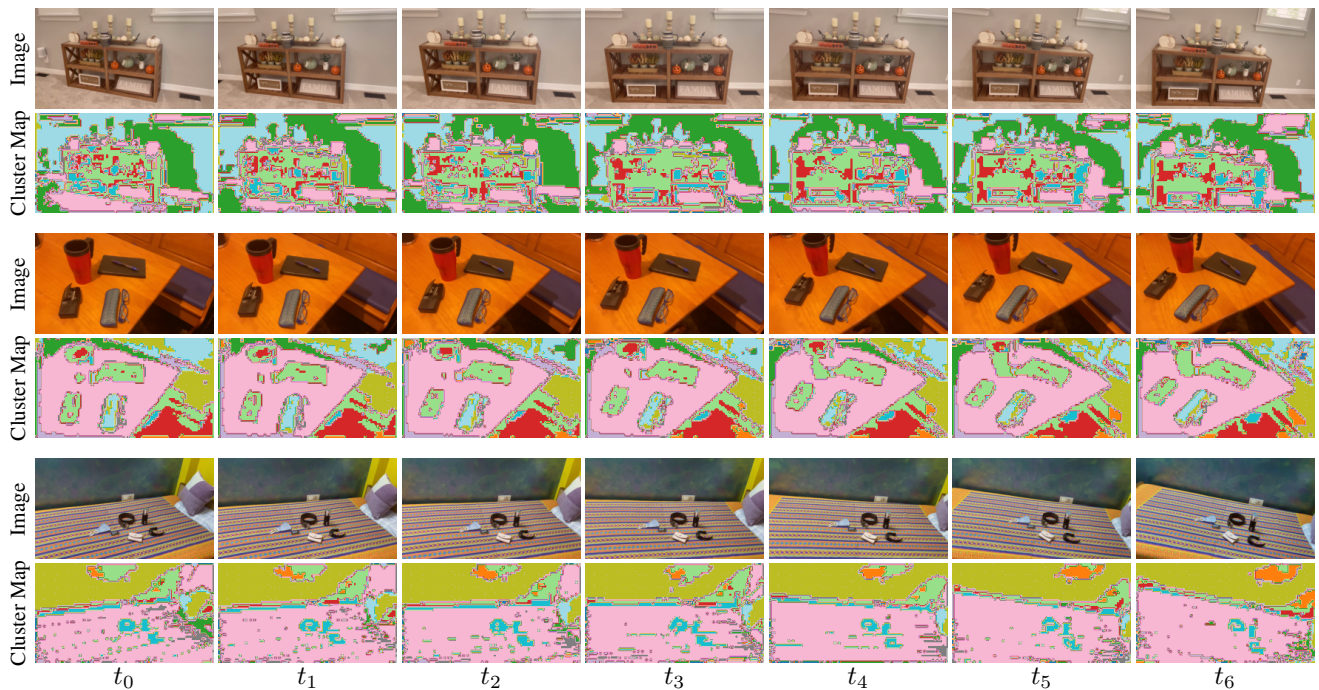 Image
Cluster Map
Image
Cluster Map
Image
Cluster Map
t₀ t₁ t₂ t₃ t₄ t₅ t₆